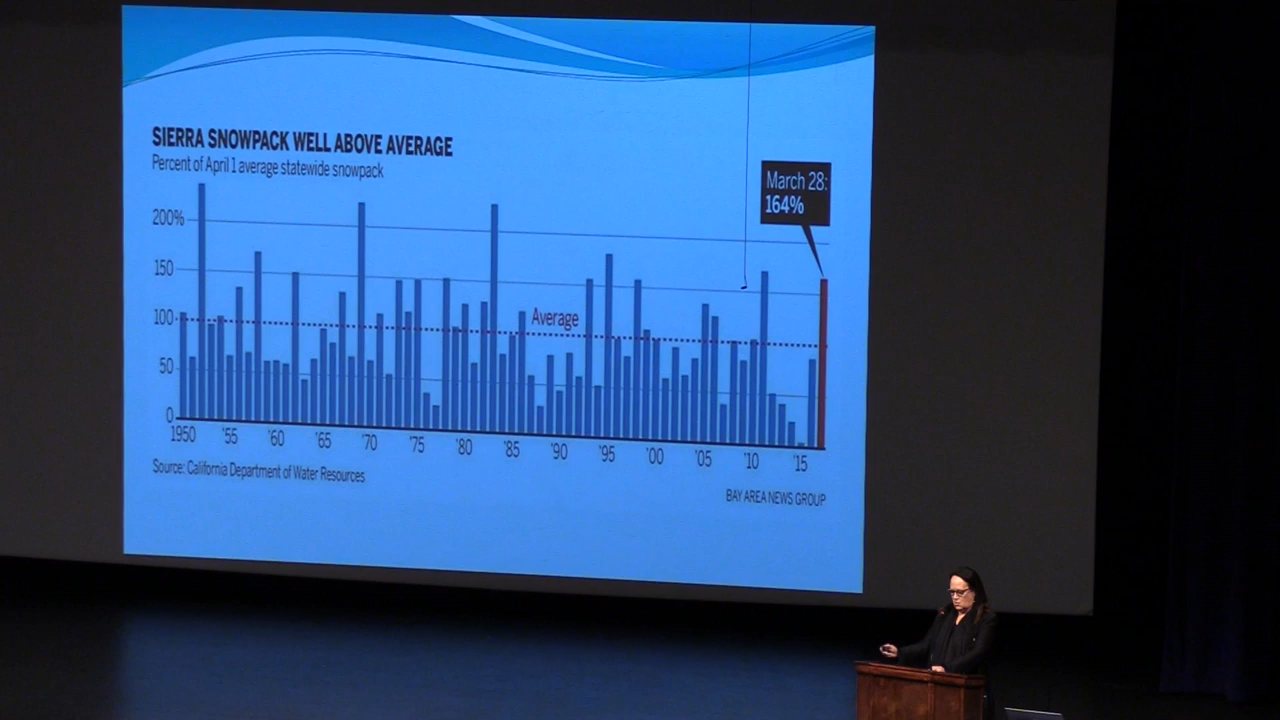 SIERRA SNOWPACK WELL ABOVE AVERAGE
Percent of April 1 average statewide snowpack
March 28:
164%
200%
150
100
Average
50
0
1950 '55 '60 '65 '70 '75 '80 '85 '90 '95 '00 '05 '10 '15
Source: California Department of Water Resources
BAY AREA NEWS GROUP